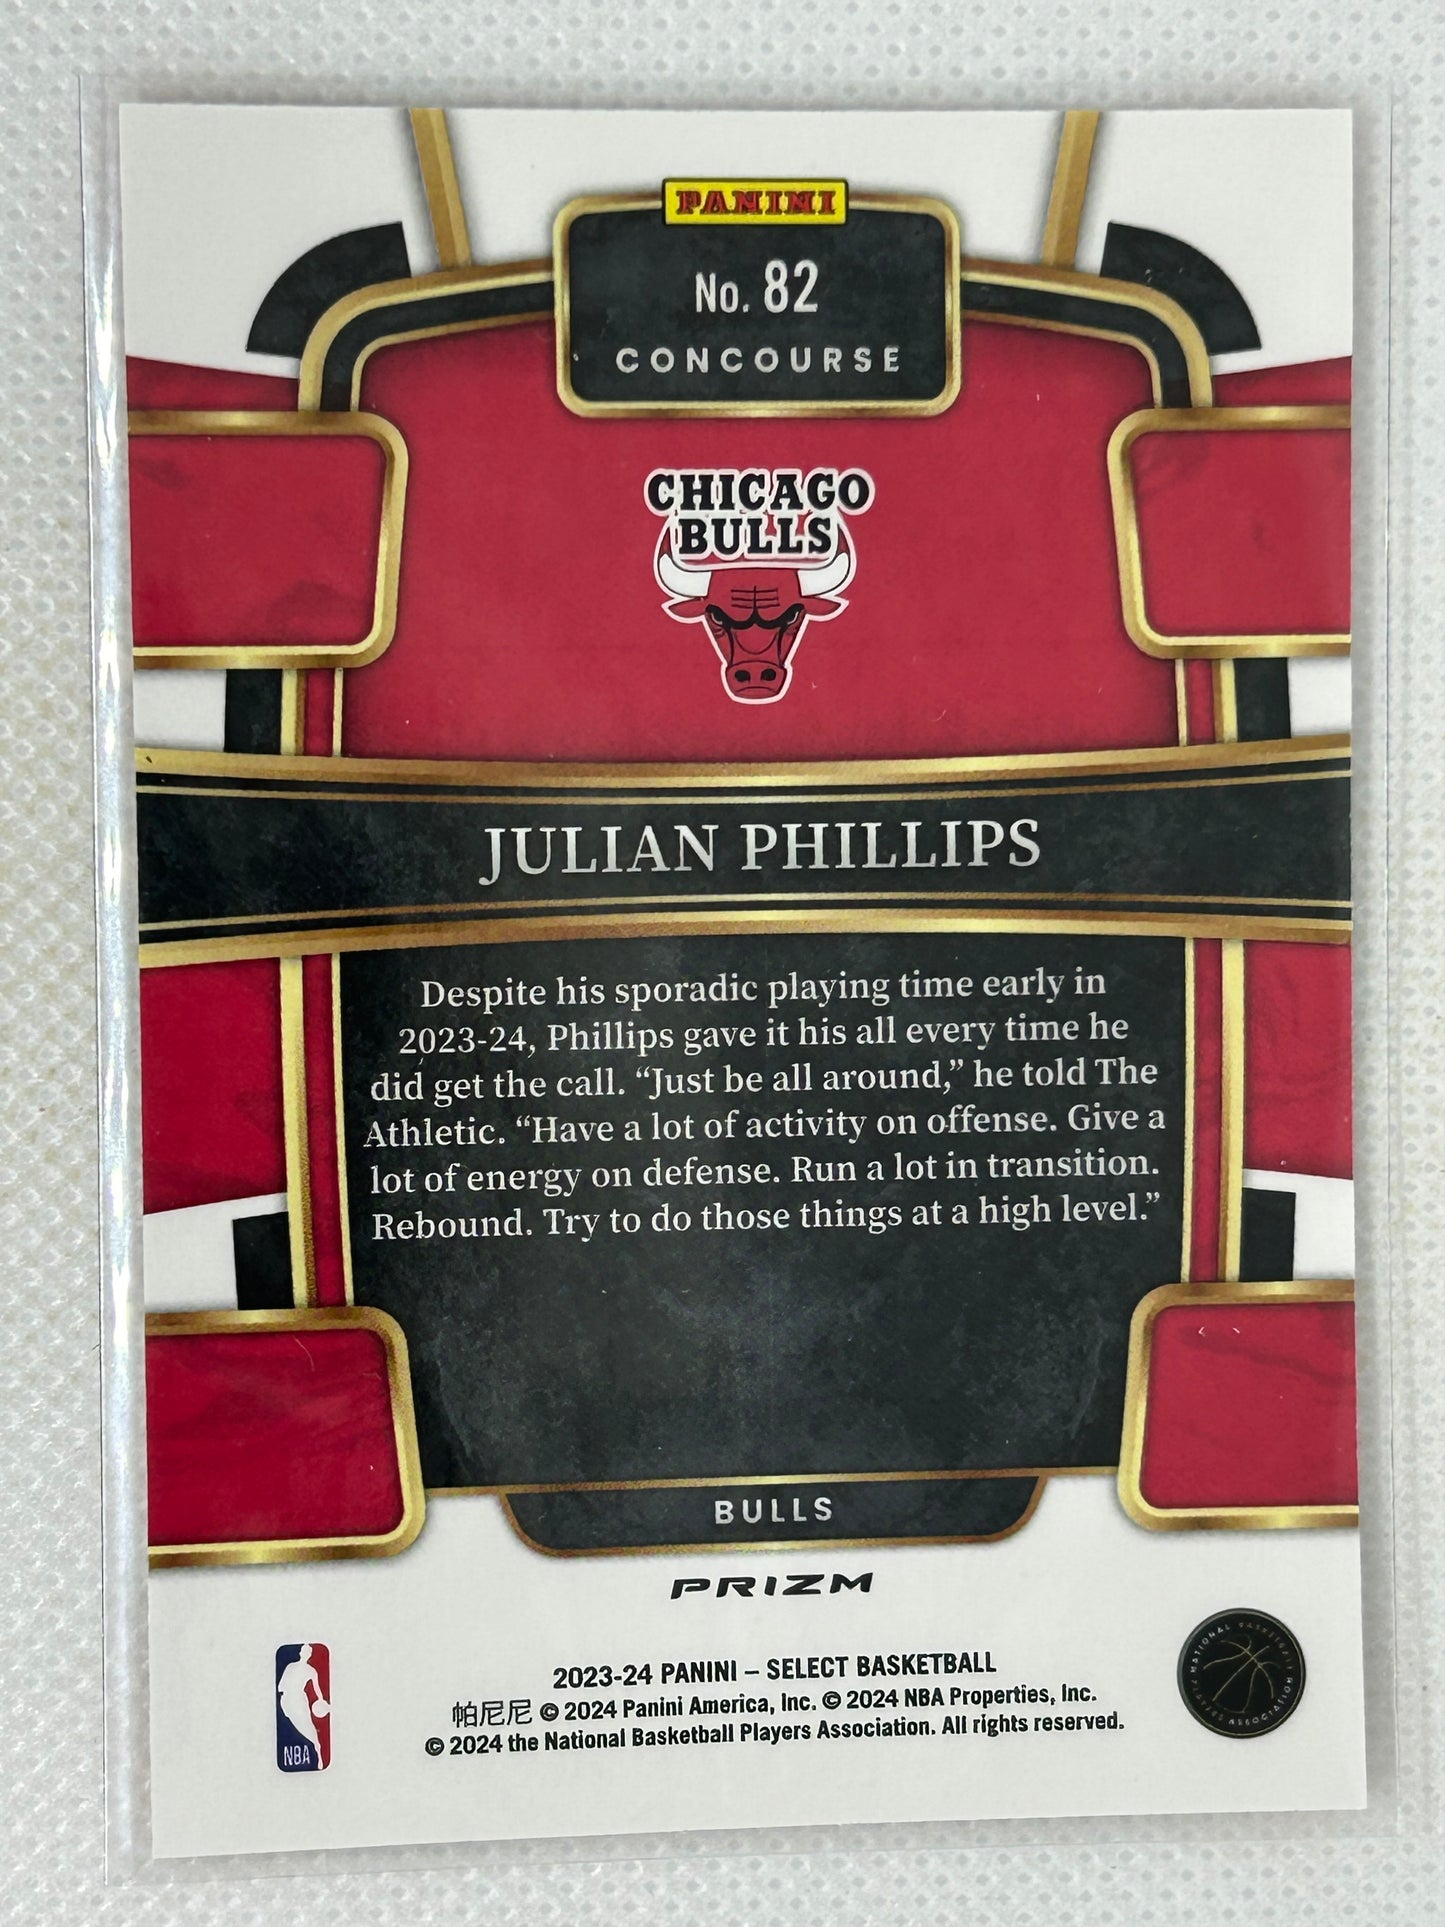 PANINI
No. 82
CONCOURSE
CHICAGO
BULLS
JULIAN PHILLIPS
Despite his sporadic playing time early in
2023-24, Phillips gave it his all every time he
did get the call. “Just be all around,” he told The
Athletic. “Have a lot of activity on offense. Give a
lot of energy on defense. Run a lot in transition.
Rebound. Try to do those things at a high level.”
BULLS
PRIZM
NATIONAL BASKETBALL PLAYERS ASSOCIATION
NBA
2023-24 PANINI – SELECT BASKETBALL
帕尼尼 © 2024 Panini America, Inc. © 2024 NBA Properties, Inc.
© 2024 the National Basketball Players Association. All rights reserved.